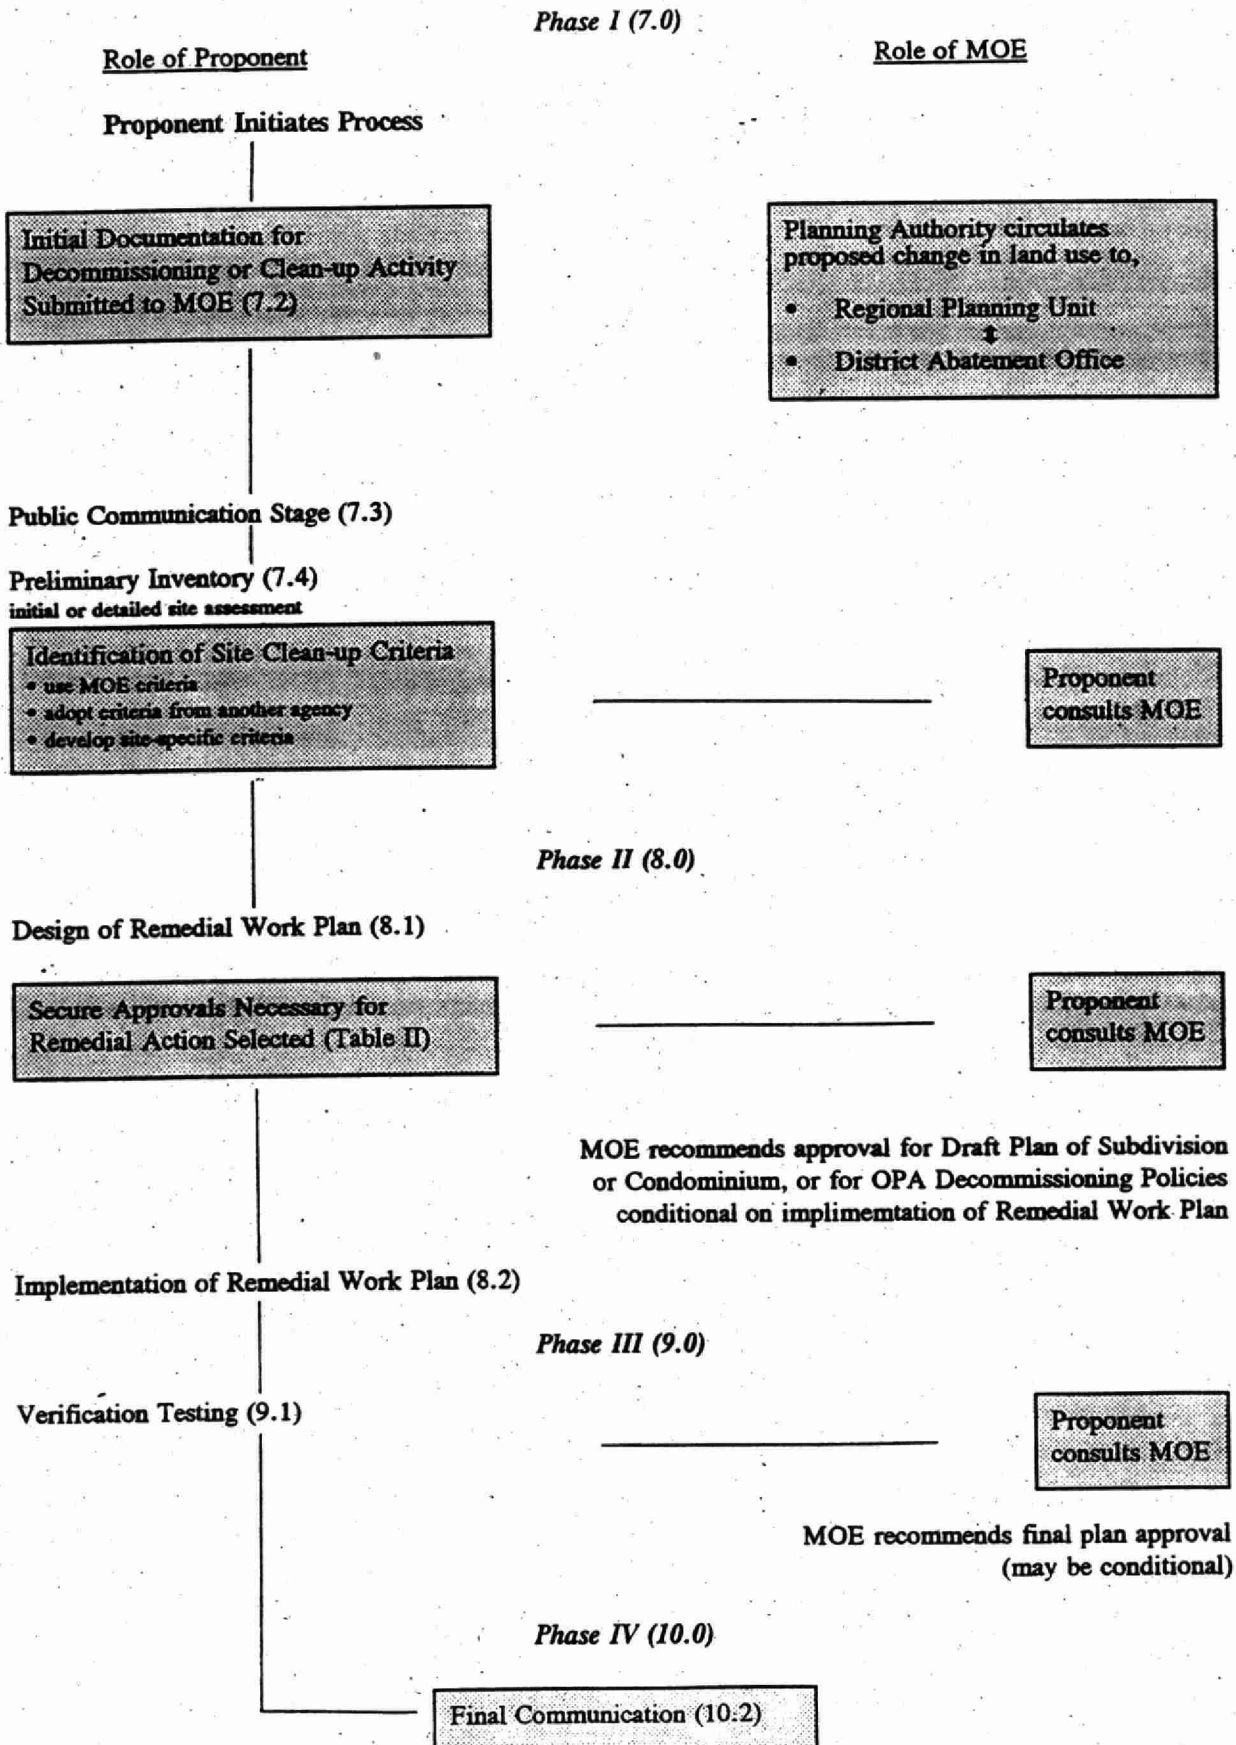 Phase I (7.0)
Role of Proponent
Role of MOE
Proponent Initiates Process
Initial Documentation for
Decommissioning or Clean-up Activity
Submitted to MOE (7.2)
Planning Authority circulates
proposed change in land use to,
• Regional Planning Unit
• District Abatement Office
Public Communication Stage (7.3)
Preliminary Inventory (7.4)
initial or detailed site assessment
Identification of Site Clean-up Criteria
• use MOE criteria
• adopt criteria from another agency
• develop site-specific criteria
Proponent
consults MOE
Phase II (8.0)
Design of Remedial Work Plan (8.1)
Secure Approvals Necessary for
Remedial Action Selected (Table II)
Proponent
consults MOE
MOE recommends approval for Draft Plan of Subdivision
or Condominium, or for OPA Decommissioning Policies
conditional on implimemtation of Remedial Work Plan
Implementation of Remedial Work Plan (8.2)
Phase III (9.0)
Verification Testing (9.1)
Proponent
consults MOE
MOE recommends final plan approval
(may be conditional)
Phase IV (10.0)
Final Communication (10.2)